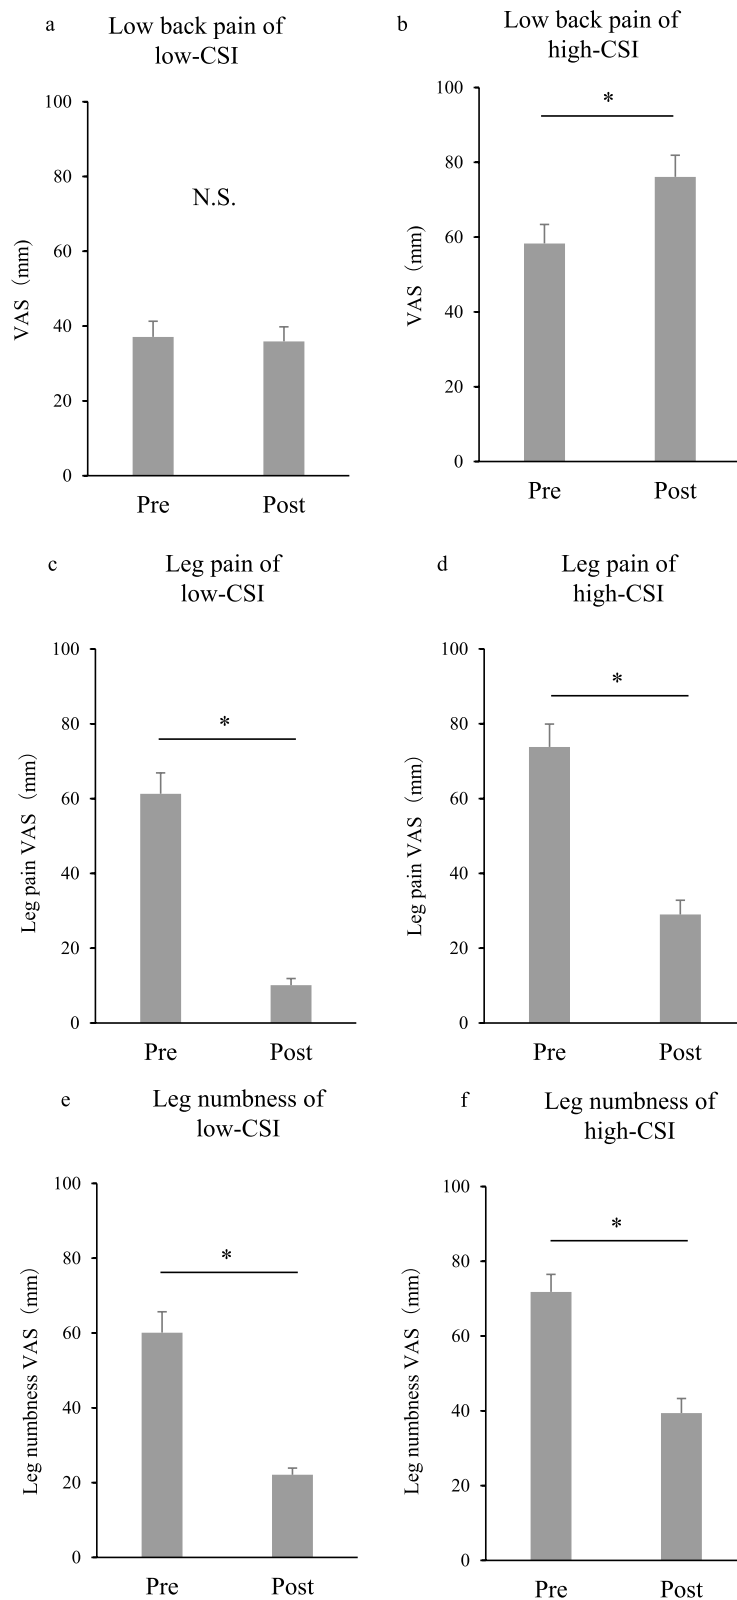 a
Low back pain of
low-CSI
100
80
60
40
20
0
VAS (mm)
N.S.
Pre
Post
b
Low back pain of
high-CSI
100
80
60
40
20
0
VAS (mm)
*
Pre
Post
c
Leg pain of
low-CSI
100
80
60
40
20
0
Leg pain VAS (mm)
*
Pre
Post
d
Leg pain of
high-CSI
100
80
60
40
20
0
Leg pain VAS (mm)
*
Pre
Post
e
Leg numbness of
low-CSI
100
80
60
40
20
0
Leg numbness VAS (mm)
*
Pre
Post
f
Leg numbness of
high-CSI
100
80
60
40
20
0
Leg numbness VAS (mm)
*
Pre
Post